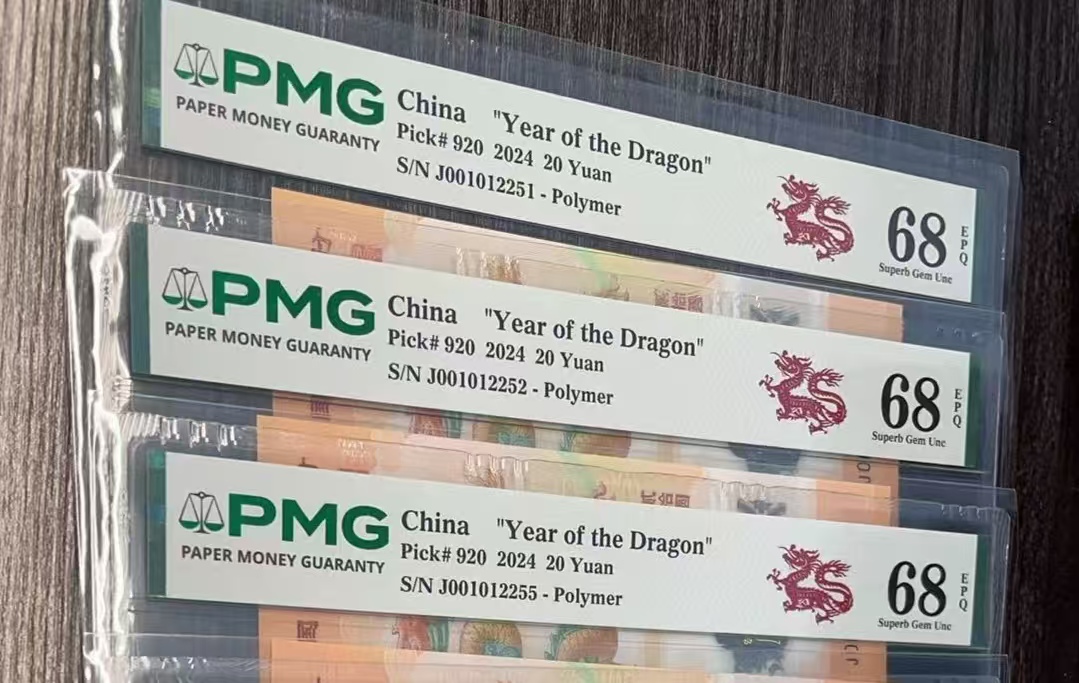 PMG
PAPER MONEY GUARANTY
China "Year of the Dragon"
Pick# 920 2024 20 Yuan
S/N J001012251 - Polymer
68
EPQ
Superb Gem Unc
PMG
PAPER MONEY GUARANTY
China "Year of the Dragon"
Pick# 920 2024 20 Yuan
S/N J001012252 - Polymer
68
EPQ
Superb Gem Unc
PMG
PAPER MONEY GUARANTY
China "Year of the Dragon"
Pick# 920 2024 20 Yuan
S/N J001012255 - Polymer
68
EPQ
Superb Gem Unc